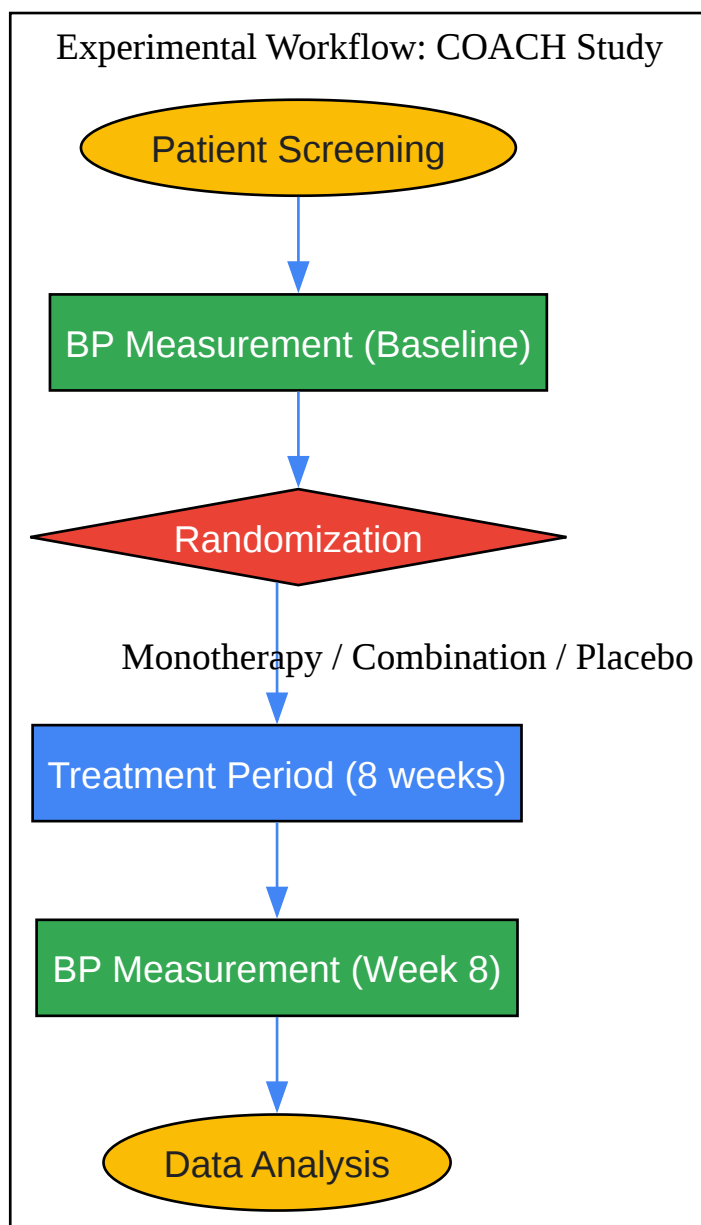 Experimental Workflow: COACH Study
Patient Screening
BP Measurement (Baseline)
Randomization
Monotherapy / Combination / Placebo
Treatment Period (8 weeks)
BP Measurement (Week 8)
Data Analysis